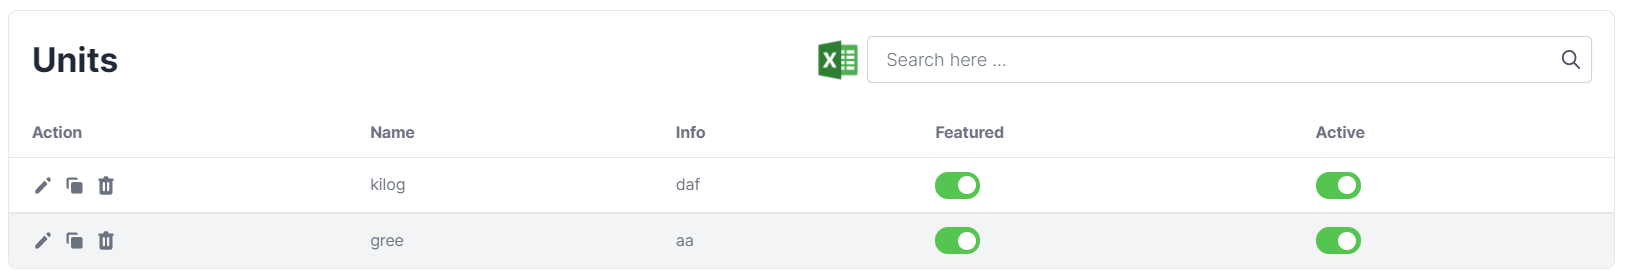 Units
Search here ...
Action Name Info Featured Active
kilog daf
gree aa